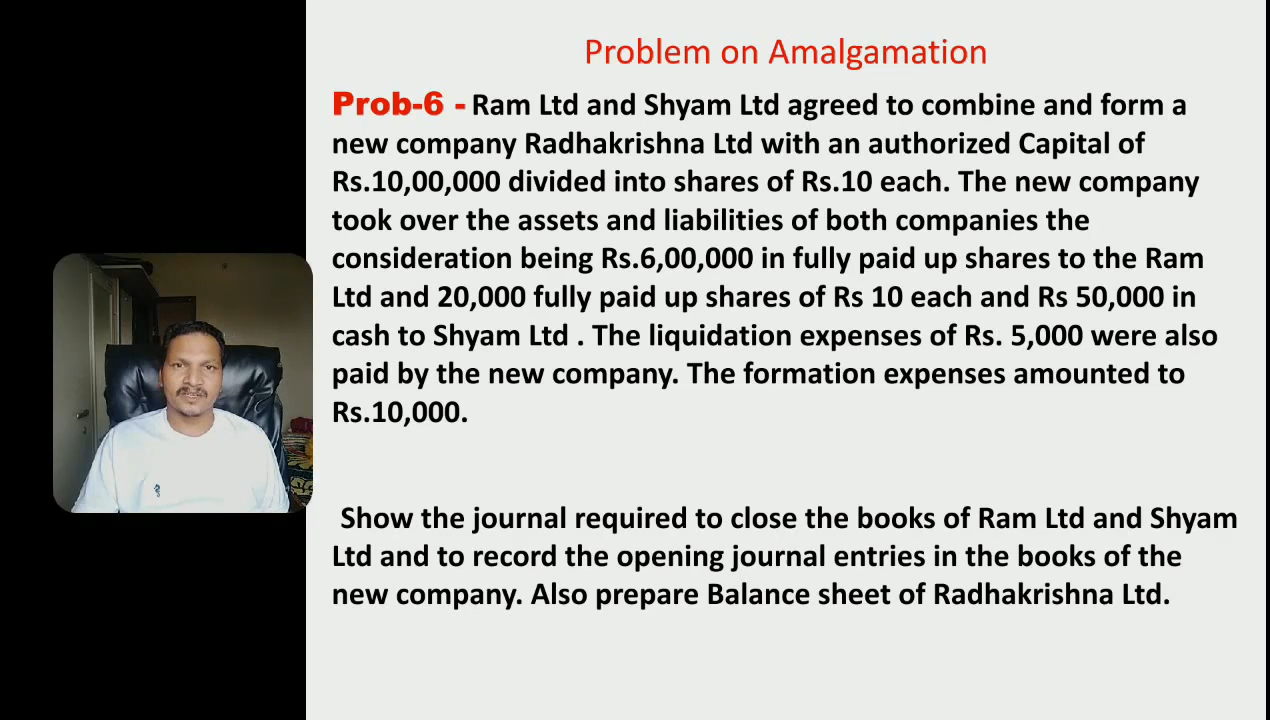 Problem on Amalgamation
Prob-6 - Ram Ltd and Shyam Ltd agreed to combine and form a
new company Radhakrishna Ltd with an authorized Capital of
Rs.10,00,000 divided into shares of Rs.10 each. The new company
took over the assets and liabilities of both companies the
consideration being Rs.6,00,000 in fully paid up shares to the Ram
Ltd and 20,000 fully paid up shares of Rs 10 each and Rs 50,000 in
cash to Shyam Ltd . The liquidation expenses of Rs. 5,000 were also
paid by the new company. The formation expenses amounted to
Rs.10,000.
Show the journal required to close the books of Ram Ltd and Shyam
Ltd and to record the opening journal entries in the books of the
new company. Also prepare Balance sheet of Radhakrishna Ltd.